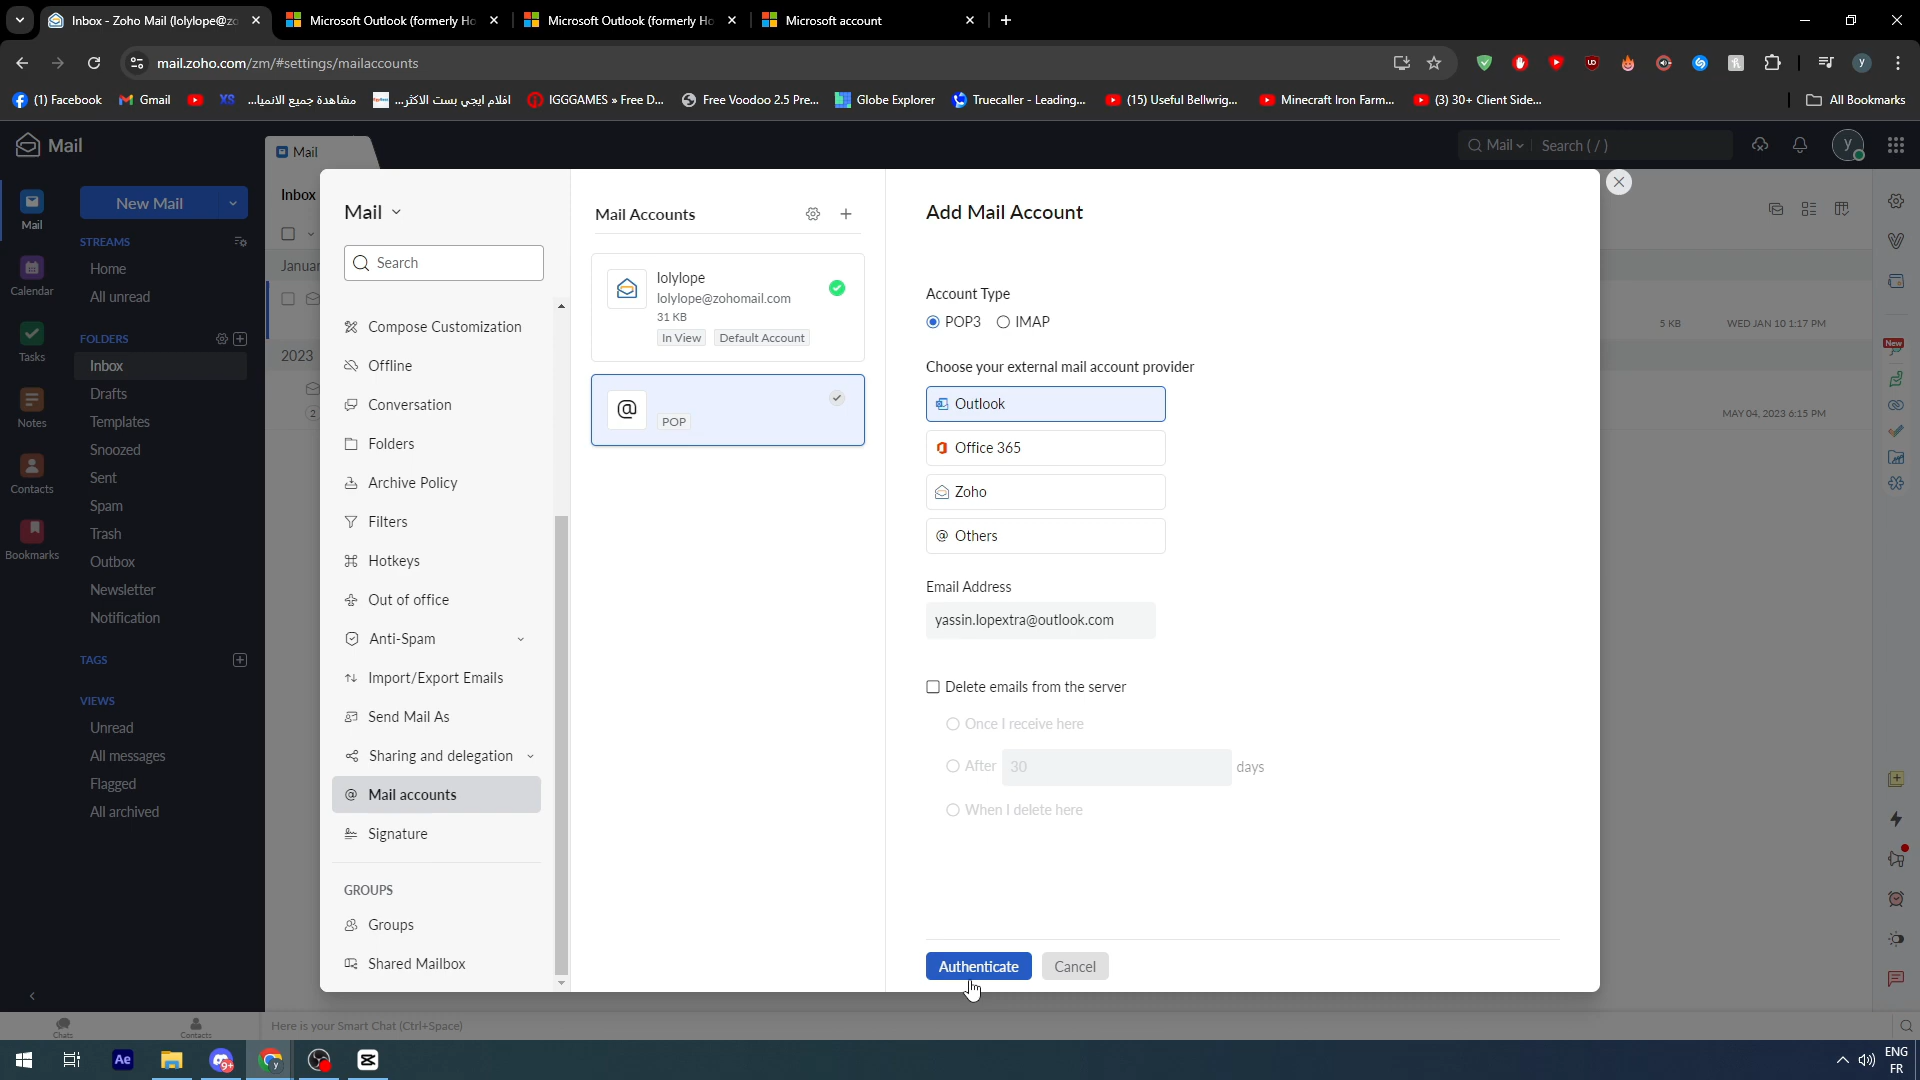 Inbox - Zoho Mail (lolylope@zo
Microsoft Outlook (formerly Ho
Microsoft Outlook (formerly Ho
Microsoft account
mail.zoho.com/zm/#settings/mailaccounts
(1) Facebook
Gmail
مشاهدة جميع الانميا...
افلام ايجي بست الاكثر...
IGGGAMES » Free D...
Free Voodoo 2.5 Pre...
Globe Explorer
Truecaller - Leading...
(15) Useful Bellwrig...
Minecraft Iron Farm...
(3) 30+ Client Side...
All Bookmarks
Mail
Mail
Mail
Search ( / )
y
Mail
Calendar
Tasks
Notes
Contacts
Bookmarks
New Mail
STREAMS
Home
All unread
FOLDERS
Inbox
Drafts
Templates
Snoozed
Sent
Spam
Trash
Outbox
Newsletter
Notification
TAGS
VIEWS
Unread
All messages
Flagged
All archived
Inbox
Januar
2023
2
Mail
Search
Compose Customization
Offline
Conversation
Folders
Archive Policy
Filters
Hotkeys
Out of office
Anti-Spam
Import/Export Emails
Send Mail As
Sharing and delegation
Mail accounts
Signature
GROUPS
Groups
Shared Mailbox
Mail Accounts
lolylope
lolylope@zohomail.com
31 KB
In View Default Account
@
POP
Add Mail Account
Account Type
POP3 IMAP
Choose your external mail account provider
Outlook
Office 365
Zoho
@ Others
Email Address
yassin.lopextra@outlook.com
Delete emails from the server
Once I receive here
After 30 days
When I delete here
Authenticate Cancel
5 KB WED JAN 10 1:17 PM
MAY 04, 2023 6:15 PM
New
Chats
Contacts
Here is your Smart Chat (Ctrl+Space)
Ae
9+
ENG
FR